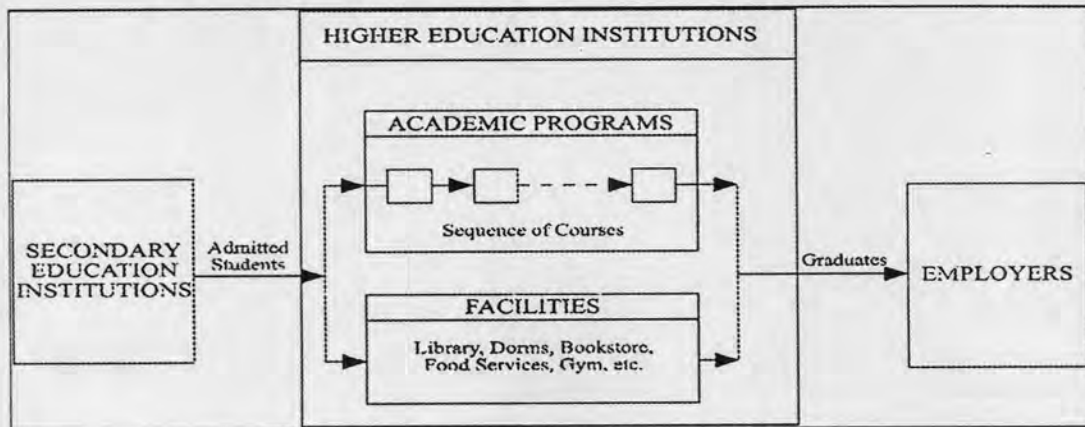 HIGHER EDUCATION INSTITUTIONS
ACADEMIC PROGRAMS
Sequence of Courses
SECONDARY
EDUCATION
INSTITUTIONS
Admitted
Students
Graduates
EMPLOYERS
FACILITIES
Library, Dorms, Bookstore,
Food Services, Gym, etc.